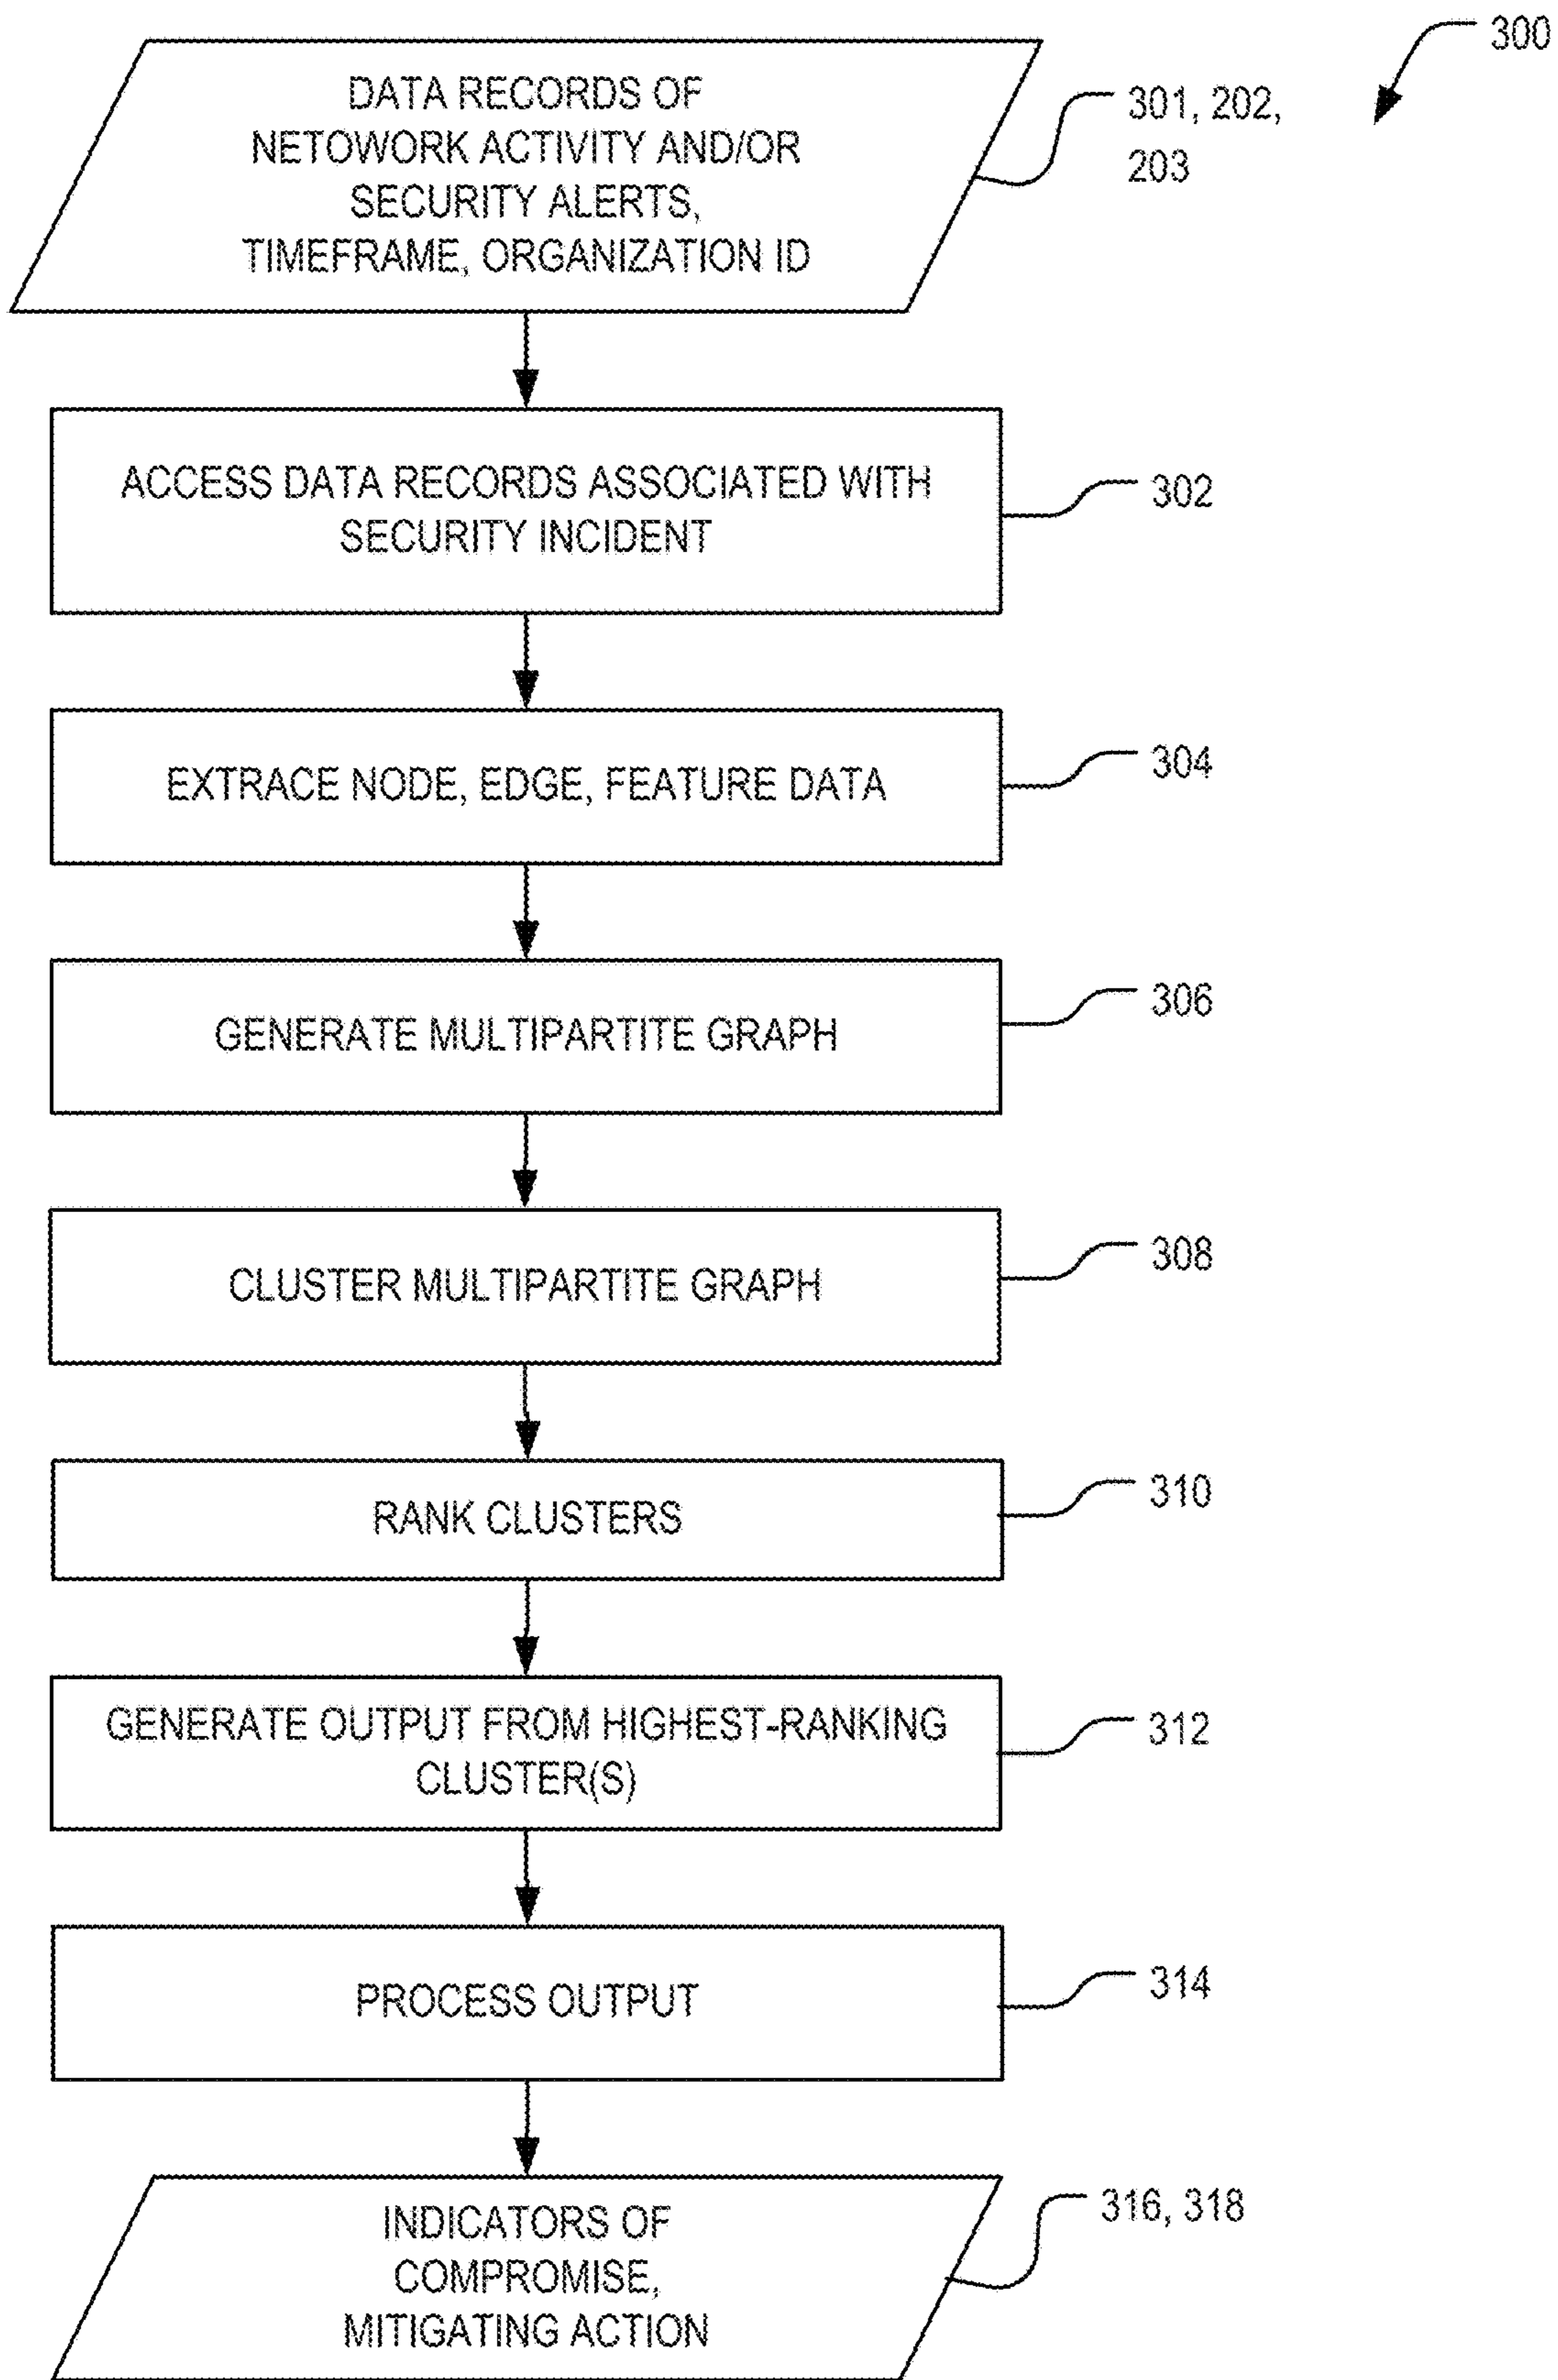 300
DATA RECORDS OF
NETOWORK ACTIVITY AND/OR
SECURITY ALERTS,
TIMEFRAME, ORGANIZATION ID
301, 202,
203
ACCESS DATA RECORDS ASSOCIATED WITH
SECURITY INCIDENT
302
EXTRACE NODE, EDGE, FEATURE DATA
304
GENERATE MULTIPARTITE GRAPH
306
CLUSTER MULTIPARTITE GRAPH
308
RANK CLUSTERS
310
GENERATE OUTPUT FROM HIGHEST-RANKING
CLUSTER(S)
312
PROCESS OUTPUT
314
INDICATORS OF
COMPROMISE,
MITIGATING ACTION
316, 318